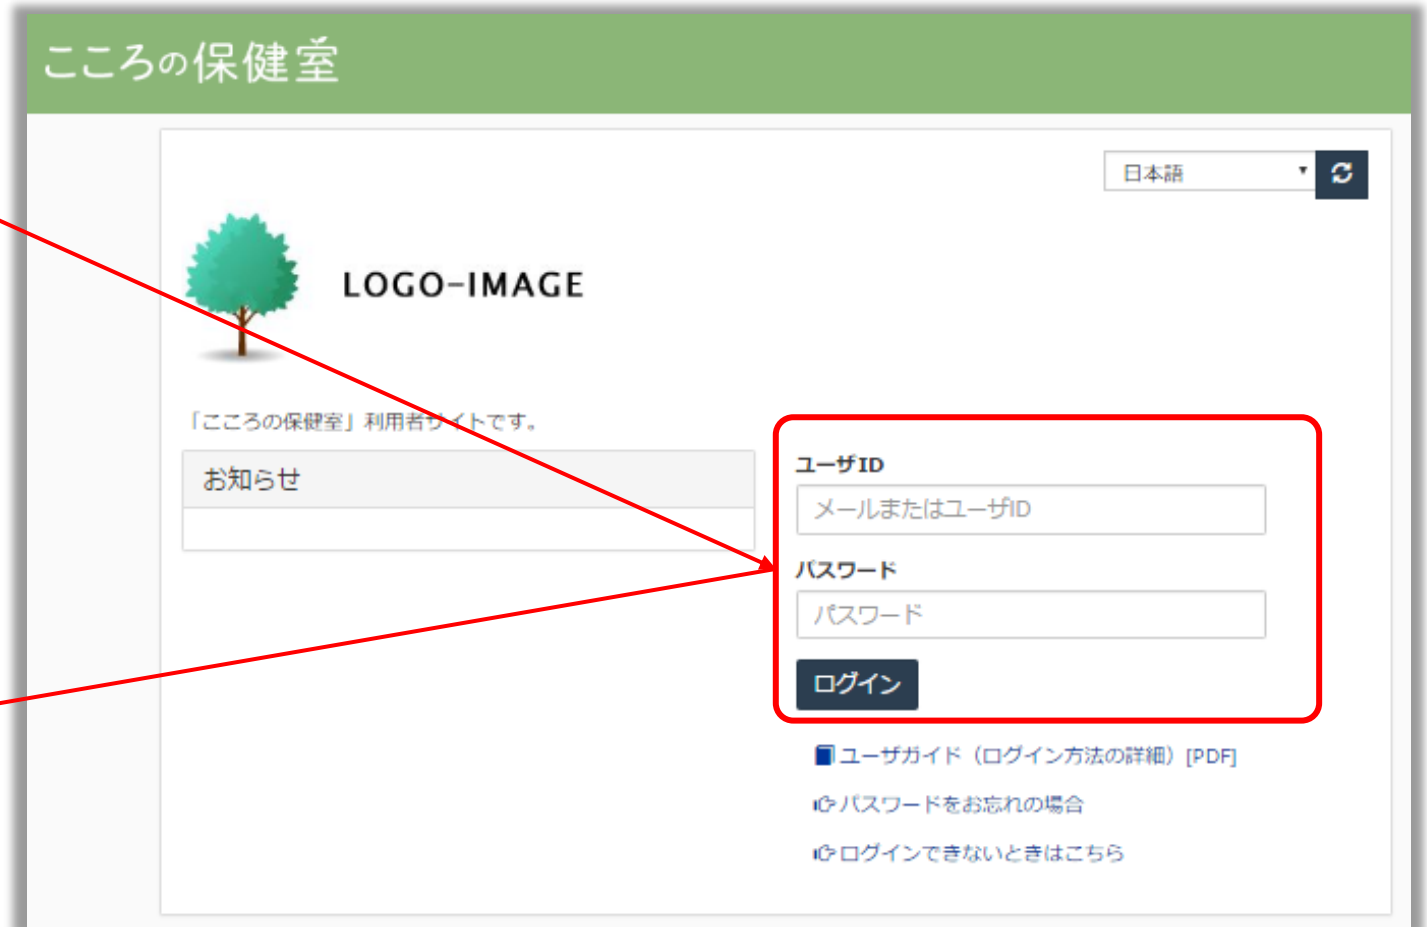 こころの保健室
日本語
LOGO-IMAGE
「こころの保健室」利用者サイトです。
お知らせ
ユーザID
メールまたはユーザID
パスワード
パスワード
ログイン
ユーザガイド（ログイン方法の詳細）[PDF]
パスワードをお忘れの場合
ログインできないときはこちら